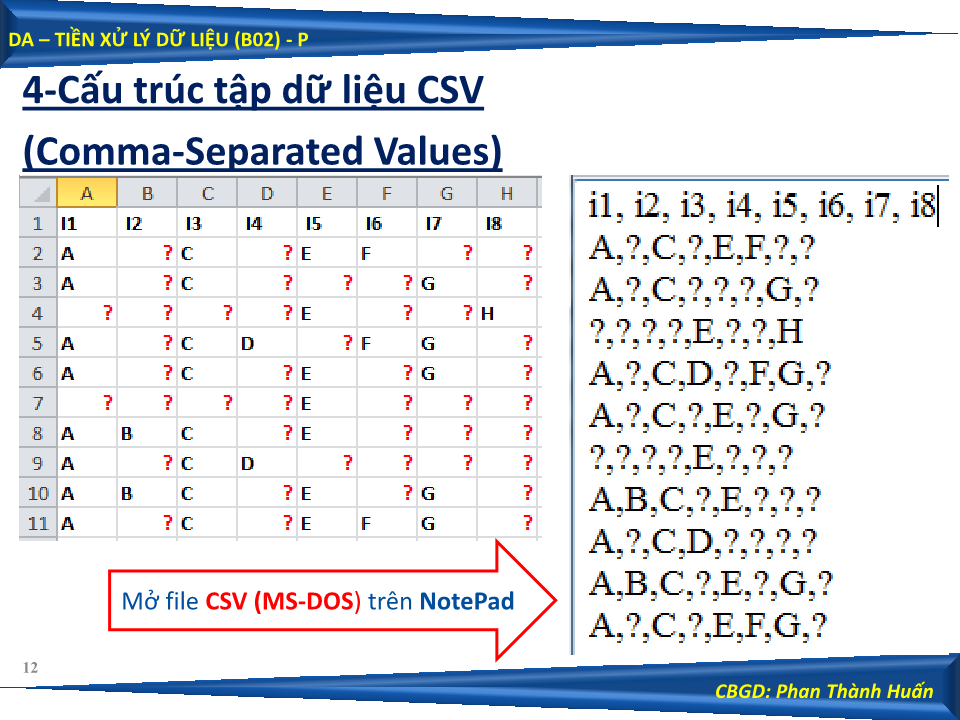 DA – TIỀN XỬ LÝ DỮ LIỆU (B02) - P
4-Cấu trúc tập dữ liệu CSV
(Comma-Separated Values)
A B C D E F G H
1 I1 I2 I3 I4 I5 I6 I7 I8
2 A ? C ? E F ? ?
3 A ? C ? ? ? G ?
4 ? ? ? ? E ? ? H
5 A ? C D ? F G ?
6 A ? C ? E ? G ?
7 ? ? ? ? E ? ? ?
8 A B C ? E ? ? ?
9 A ? C D ? ? ? ?
10 A B C ? E ? G ?
11 A ? C ? E F G ?
i1, i2, i3, i4, i5, i6, i7, i8
A,?,C,?,E,F,?,?
A,?,C,?,?,?,G,?
?,?,?,?,E,?,?,H
A,?,C,D,?,F,G,?
A,?,C,?,E,?,G,?
?,?,?,?,E,?,?,?
A,B,C,?,E,?,?,?
A,?,C,D,?,?,?,?
A,B,C,?,E,?,G,?
A,?,C,?,E,F,G,?
Mở file CSV (MS-DOS) trên NotePad
12
CBGD: Phan Thành Huấn